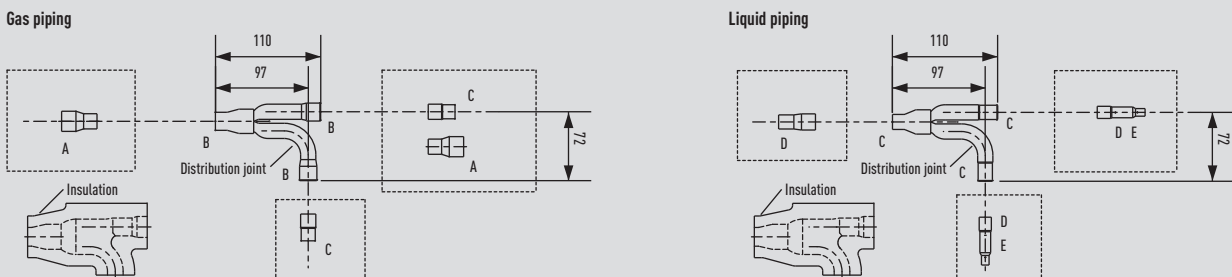 Gas piping
110
97
A
B
B
C
A
72
Distribution joint
B
Insulation
C
Liquid piping
110
97
D
C
C
D E
72
Distribution joint
C
Insulation
D
E